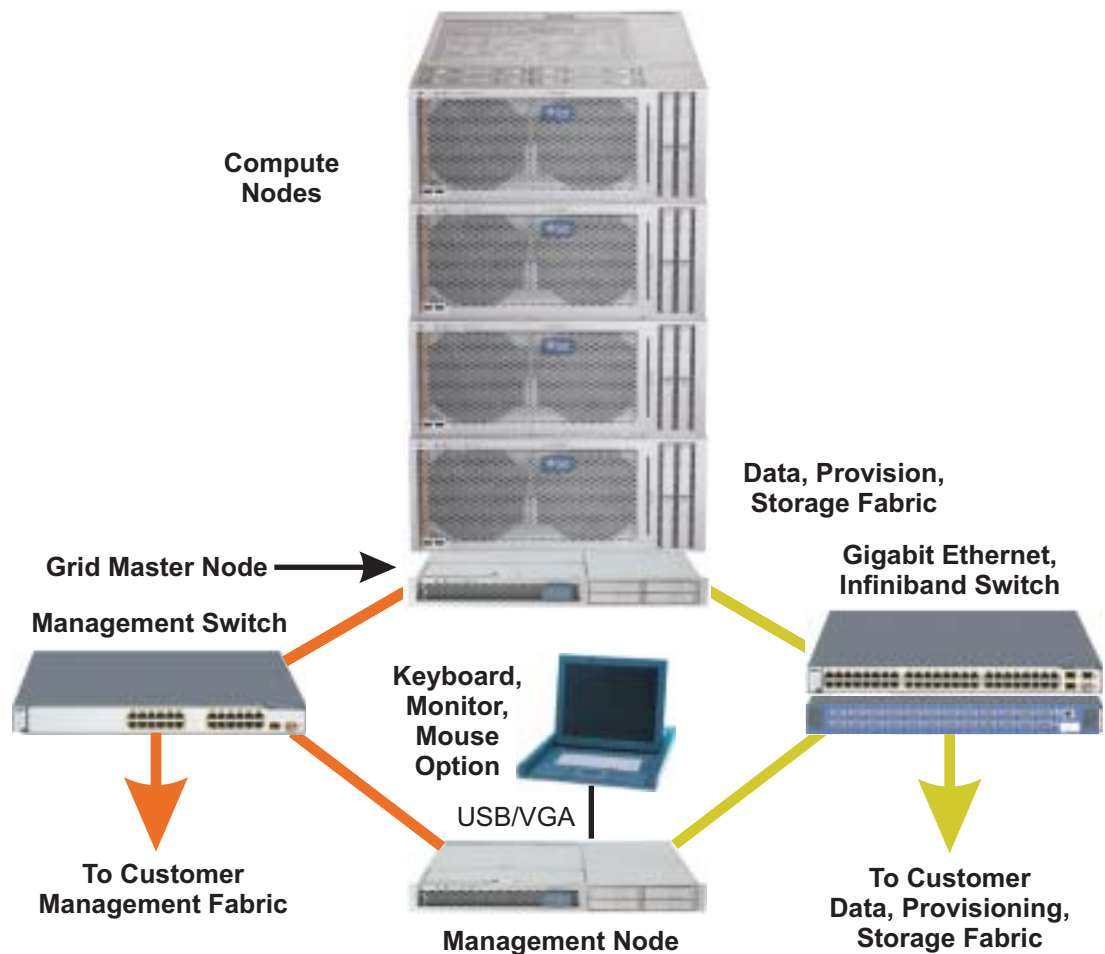 Compute
Nodes
Data, Provision,
Storage Fabric
Grid Master Node
Gigabit Ethernet,
Infiniband Switch
Management Switch
Keyboard,
Monitor,
Mouse
Option
USB/VGA
To Customer
Management Fabric
To Customer
Data, Provisioning,
Storage Fabric
Management Node